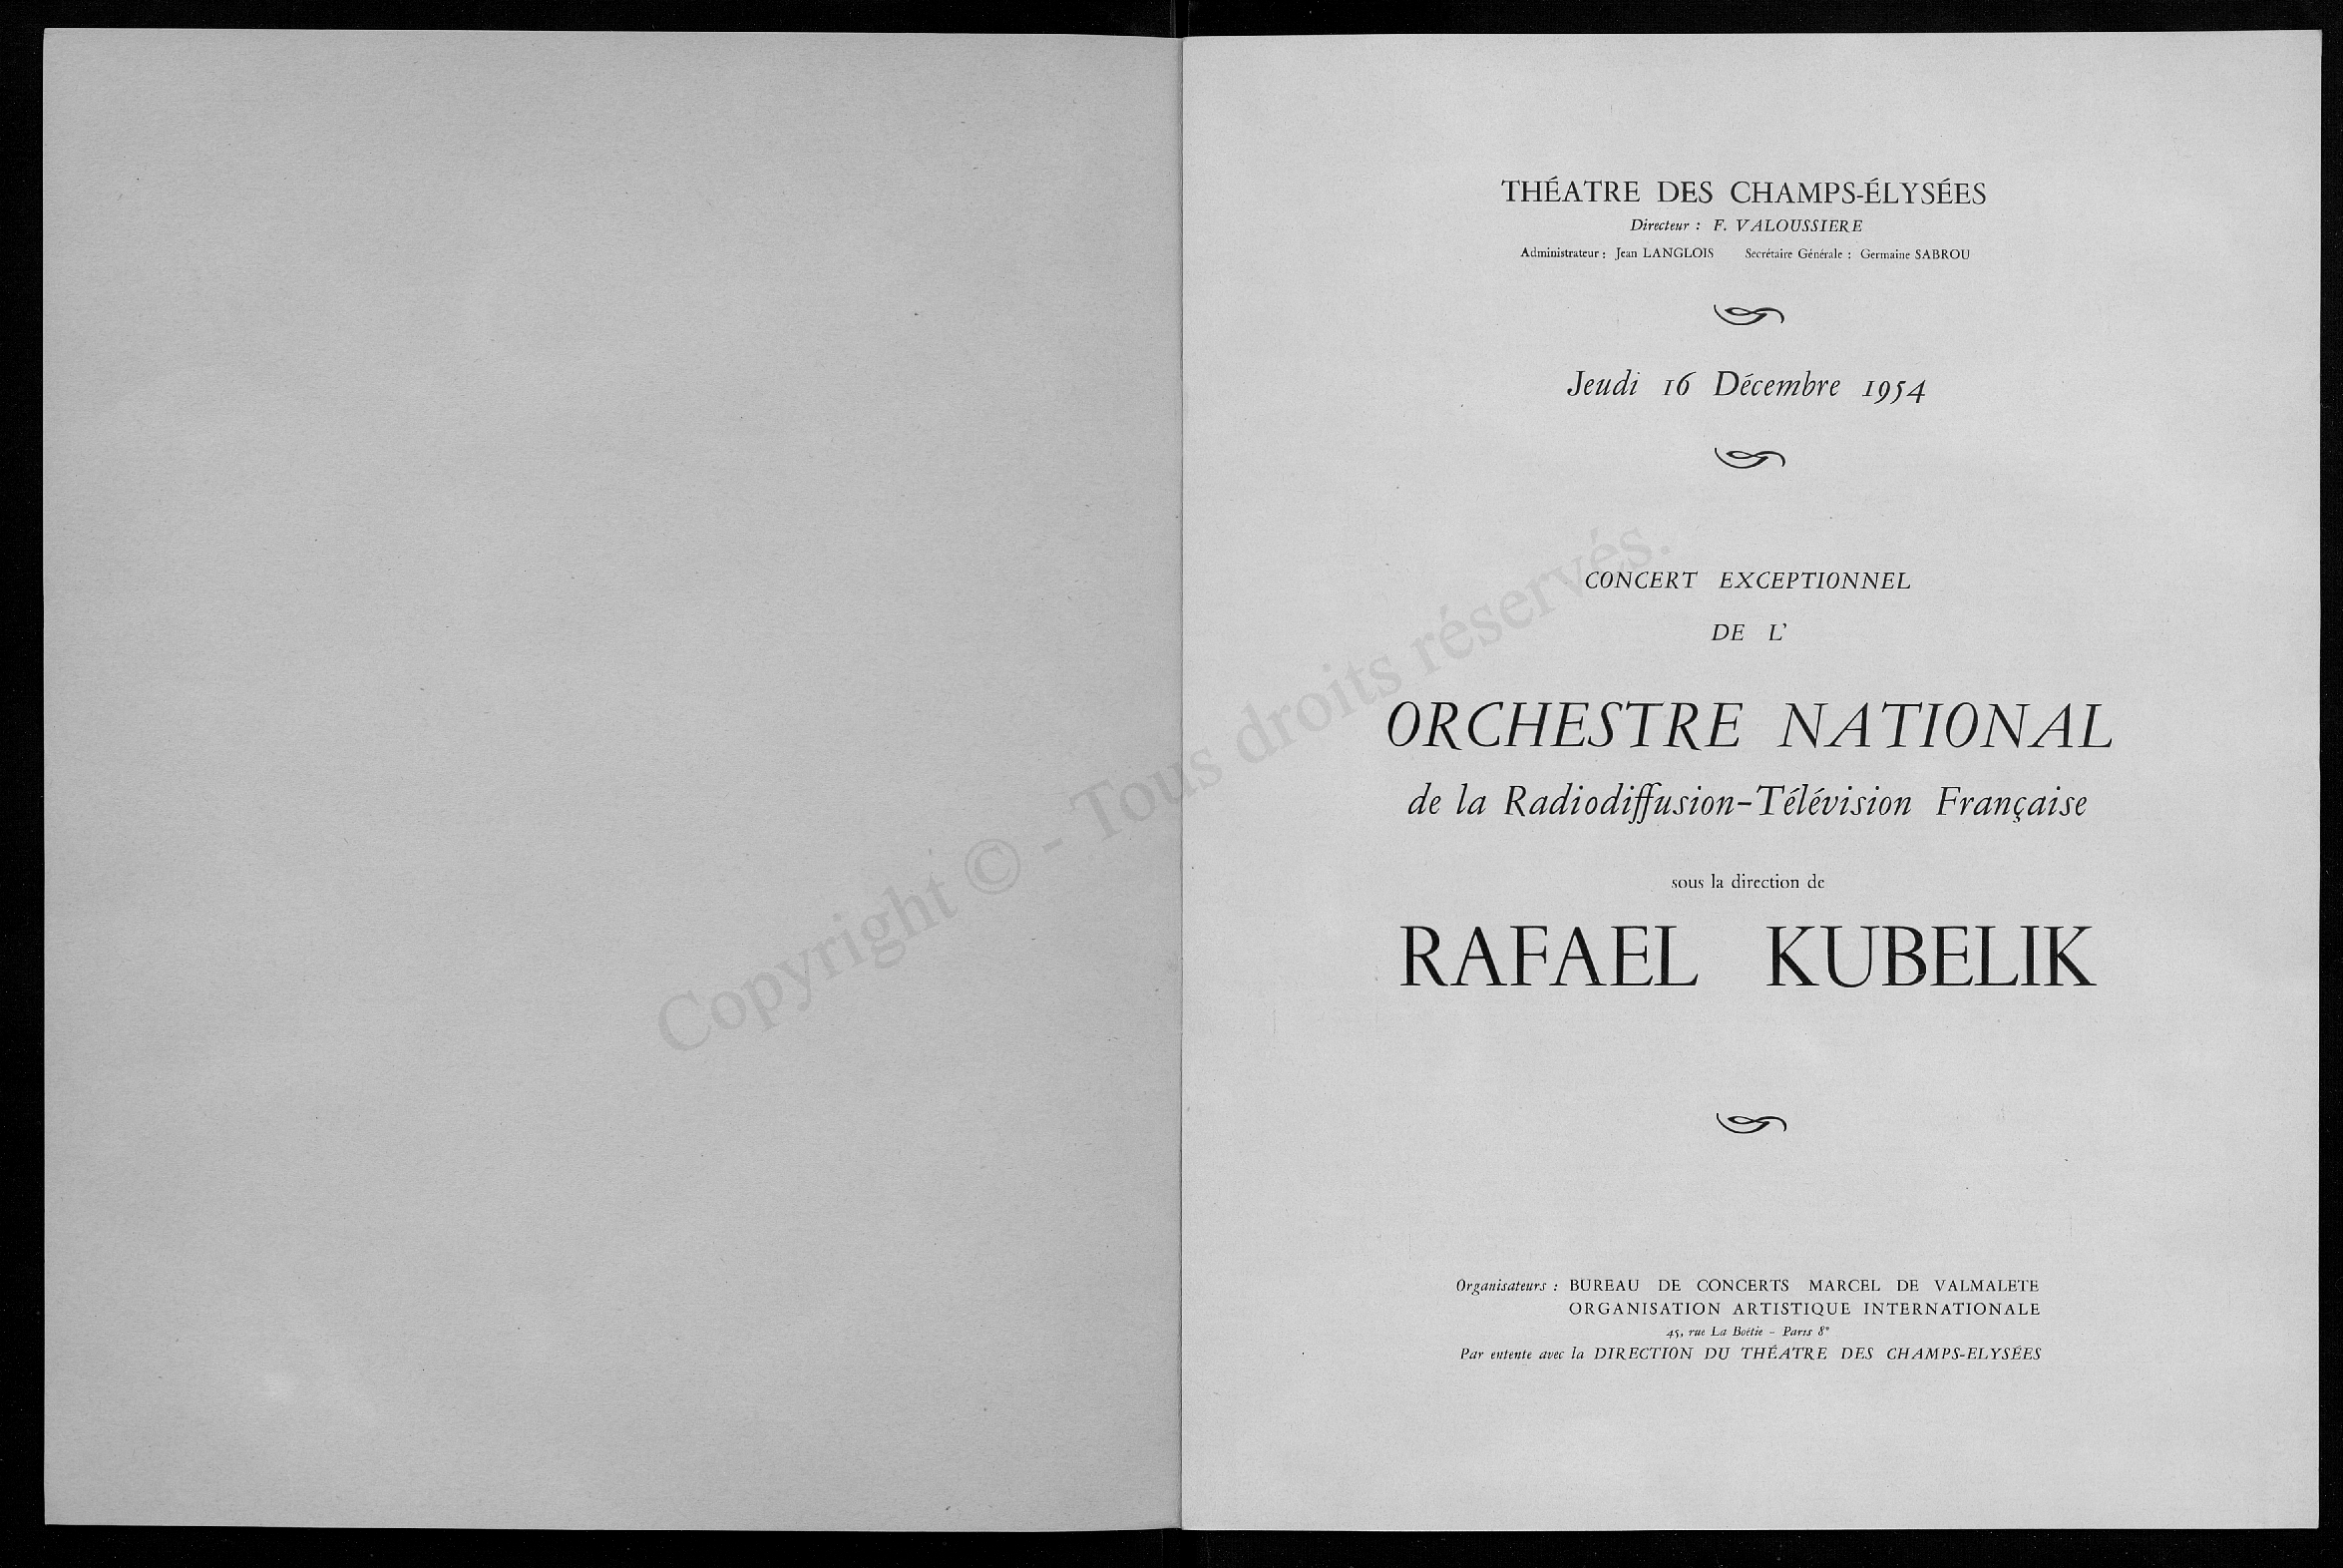 THÉATRE DES CHAMPS-ÉLYSÉES
Directeur : F. VALOUSSIERE
Administrateur : Jean LANGLOIS Secrétaire Générale : Germaine SABROU
Jeudi 16 Décembre 1954
CONCERT EXCEPTIONNEL
DE L'
ORCHESTRE NATIONAL
de la Radiodiffusion-Télévision Française
sous la direction de
RAFAEL KUBELIK
Organisateurs : BUREAU DE CONCERTS MARCEL DE VALMALETE
ORGANISATION ARTISTIQUE INTERNATIONALE
45, rue La Boëtie - Paris 8e
Par entente avec la DIRECTION DU THÉATRE DES CHAMPS-ELYSÉES
Copyright © - Tous droits réservés.